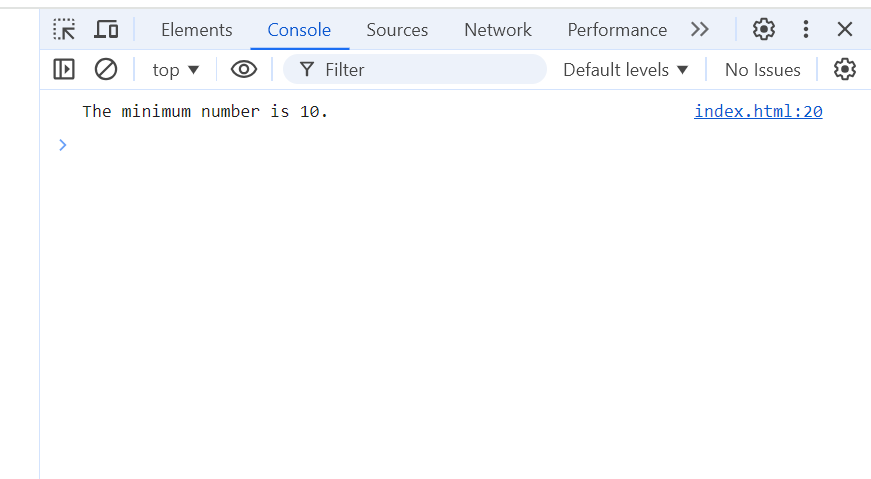 Elements Console Sources Network Performance
top Filter Default levels No Issues
The minimum number is 10. index.html:20